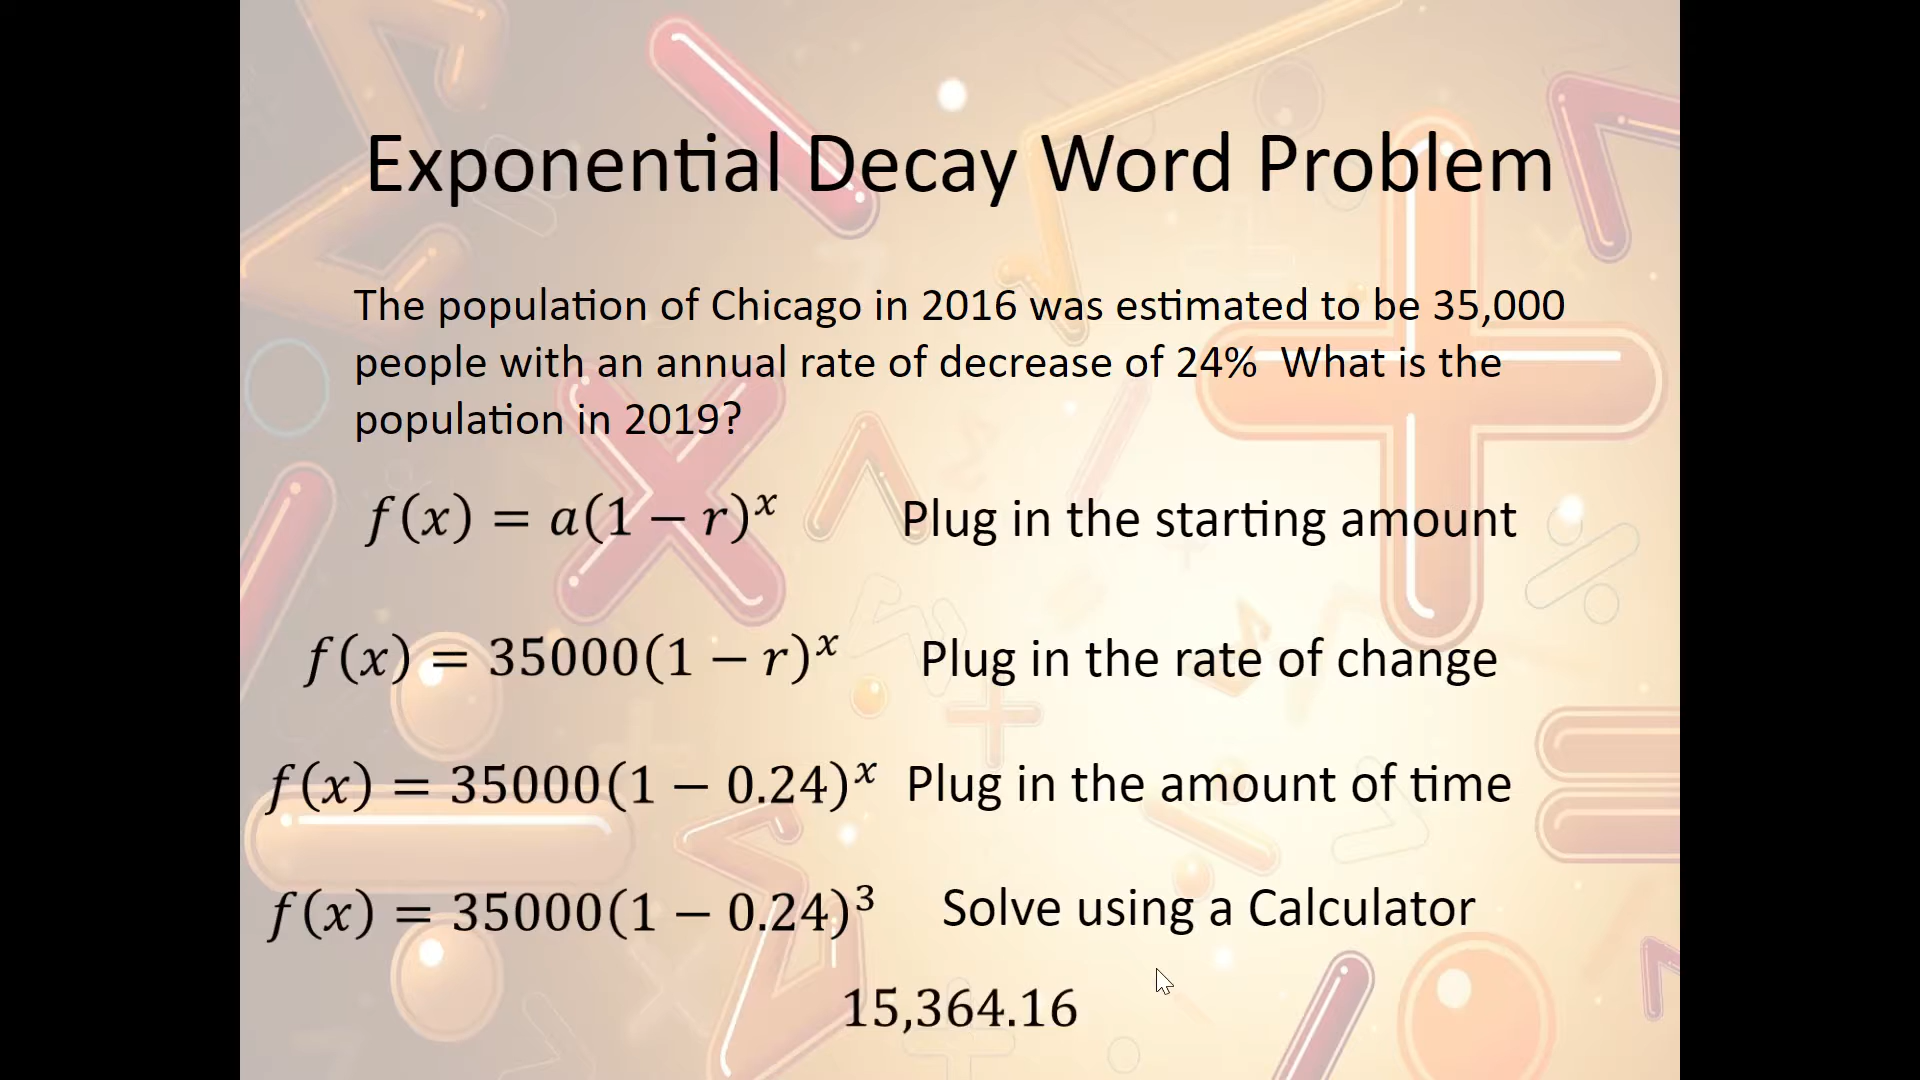 Exponential Decay Word Problem
The population of Chicago in 2016 was estimated to be 35,000
people with an annual rate of decrease of 24%  What is the
population in 2019?
f(x) = a(1 − r)^x Plug in the starting amount
f(x) = 35000(1 − r)^x Plug in the rate of change
f(x) = 35000(1 − 0.24)^x Plug in the amount of time
f(x) = 35000(1 − 0.24)^3 Solve using a Calculator
15,364.16